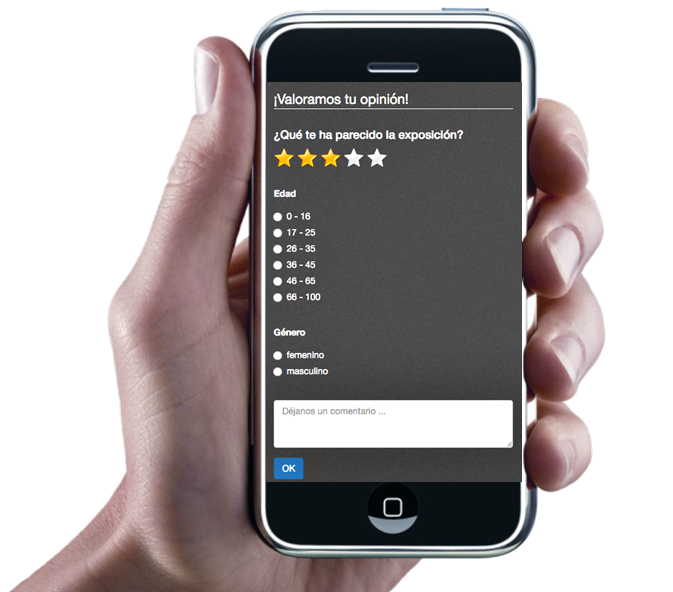 ¡Valoramos tu opinión!
¿Qué te ha parecido la exposición?
Edad
0 - 16
17 - 25
26 - 35
36 - 45
46 - 65
66 - 100
Género
femenino
masculino
Déjanos un comentario ...
OK